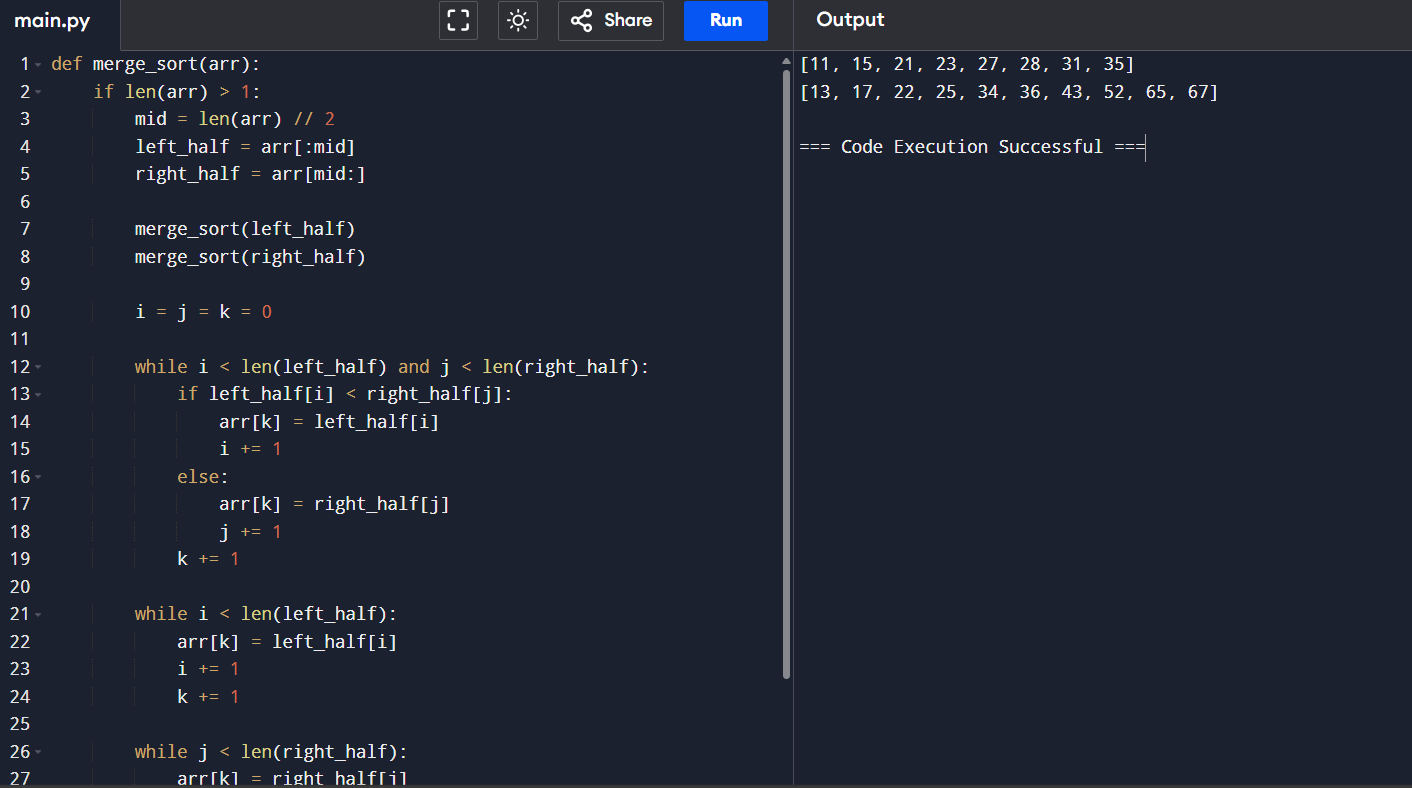 main.py
Share
Run
Output
1 def merge_sort(arr):
2     if len(arr) > 1:
3         mid = len(arr) // 2
4         left_half = arr[:mid]
5         right_half = arr[mid:]
6
7         merge_sort(left_half)
8         merge_sort(right_half)
9
10         i = j = k = 0
11
12         while i < len(left_half) and j < len(right_half):
13             if left_half[i] < right_half[j]:
14                 arr[k] = left_half[i]
15                 i += 1
16             else:
17                 arr[k] = right_half[j]
18                 j += 1
19             k += 1
20
21         while i < len(left_half):
22             arr[k] = left_half[i]
23             i += 1
24             k += 1
25
26         while j < len(right_half):
27             arr[k] = right_half[j]
[11, 15, 21, 23, 27, 28, 31, 35]
[13, 17, 22, 25, 34, 36, 43, 52, 65, 67]
=== Code Execution Successful ===